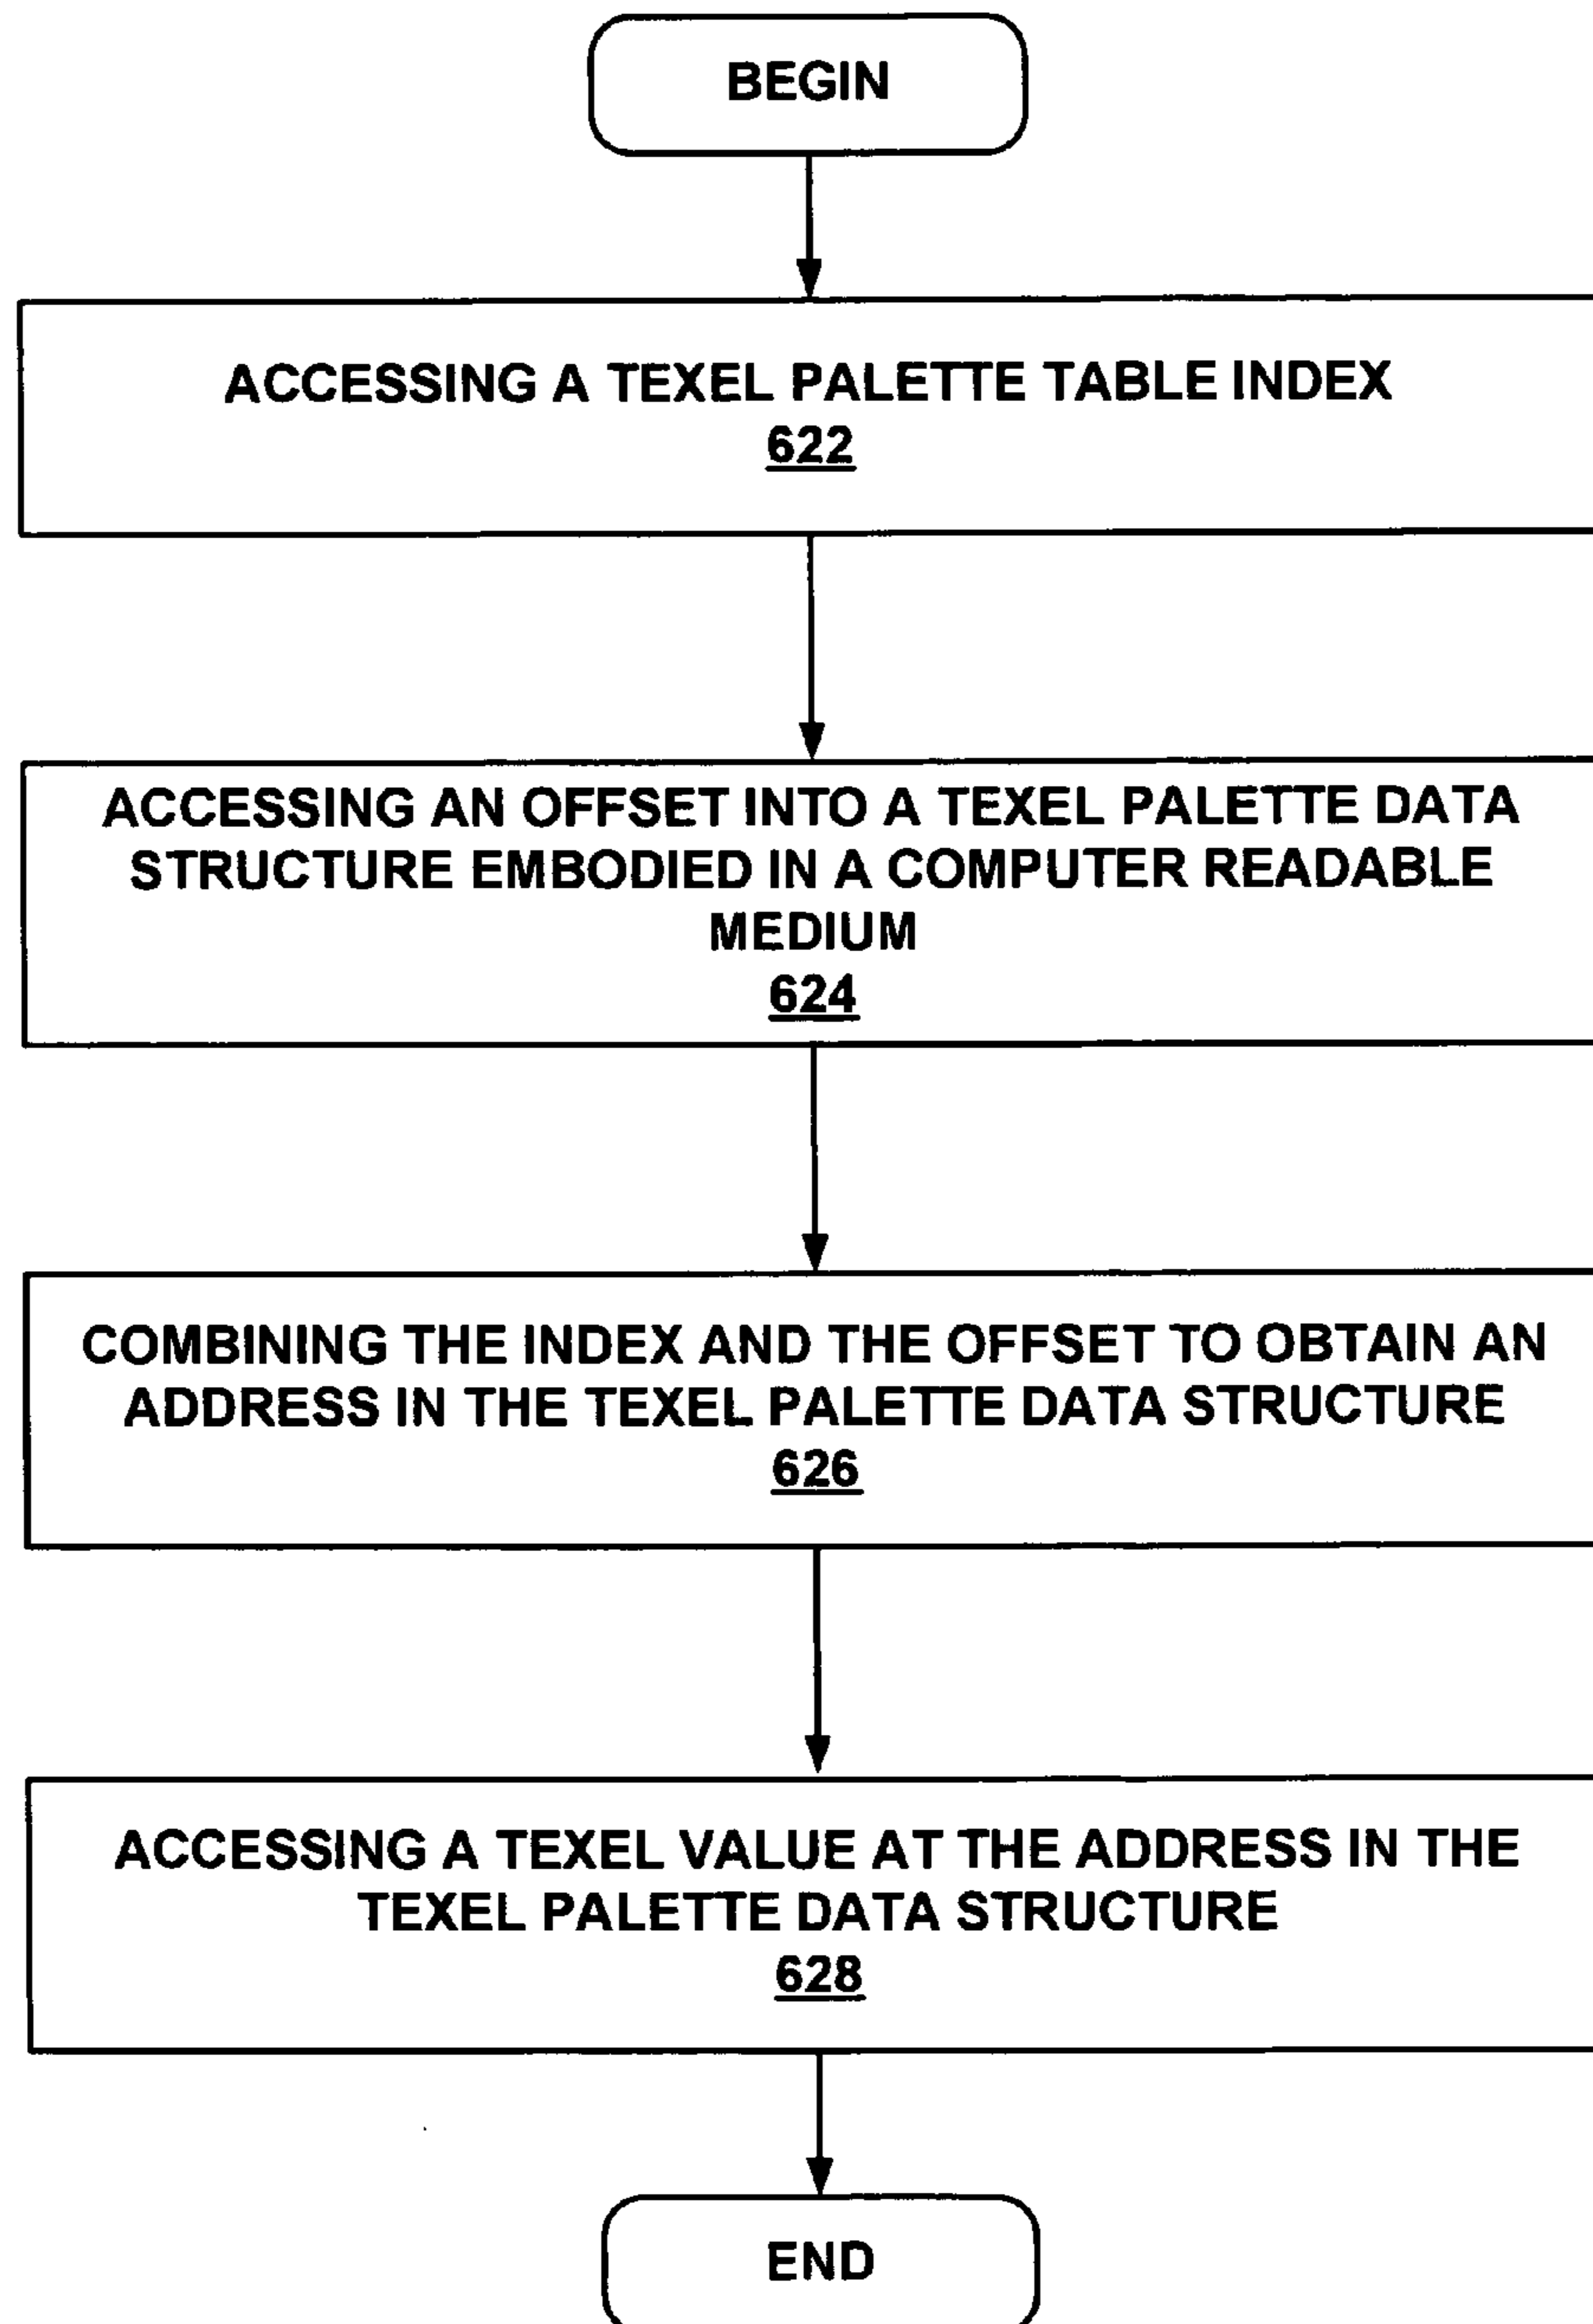 BEGIN
ACCESSING A TEXEL PALETTE TABLE INDEX
622
ACCESSING AN OFFSET INTO A TEXEL PALETTE DATA
STRUCTURE EMBODIED IN A COMPUTER READABLE
MEDIUM
624
COMBINING THE INDEX AND THE OFFSET TO OBTAIN AN
ADDRESS IN THE TEXEL PALETTE DATA STRUCTURE
626
ACCESSING A TEXEL VALUE AT THE ADDRESS IN THE
TEXEL PALETTE DATA STRUCTURE
628
END